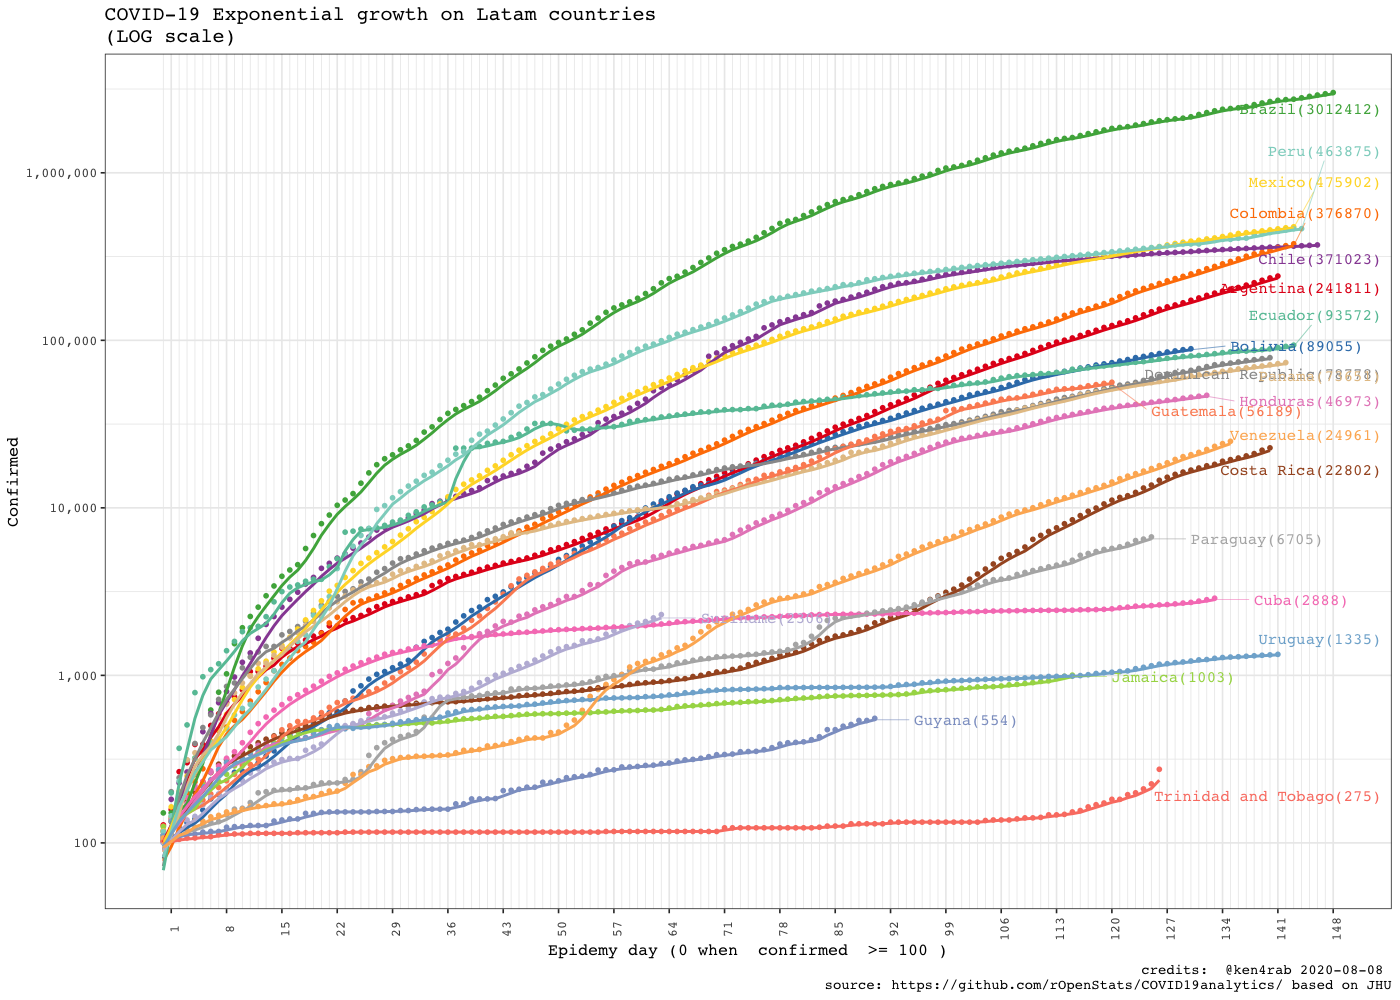 COVID-19 Exponential growth on Latam countries
(LOG scale)
Brazil(3012412)
Peru(463875)
1,000,000
Mexico(475902)
Colombia(376870)
Chile(371023)
Argentina(241811)
Ecuador(93572)
100,000
Bolivia(89055)
Dominican Republic(78778)
Honduras(46973)
Guatemala(56189)
Venezuela(24961)
Costa Rica(22802)
10,000
Paraguay(6705)
Cuba(2888)
Uruguay(1335)
1,000
Jamaica(1003)
Guyana(554)
Trinidad and Tobago(275)
100
Confirmed
1 8 15 22 29 36 43 50 57 64 71 78 85 92 99 106 113 120 127 134 141 148
Epidemy day (0 when  confirmed  >= 100 )
credits:  @ken4rab 2020-08-08
source: https://github.com/rOpenStats/COVID19analytics/ based on JHU